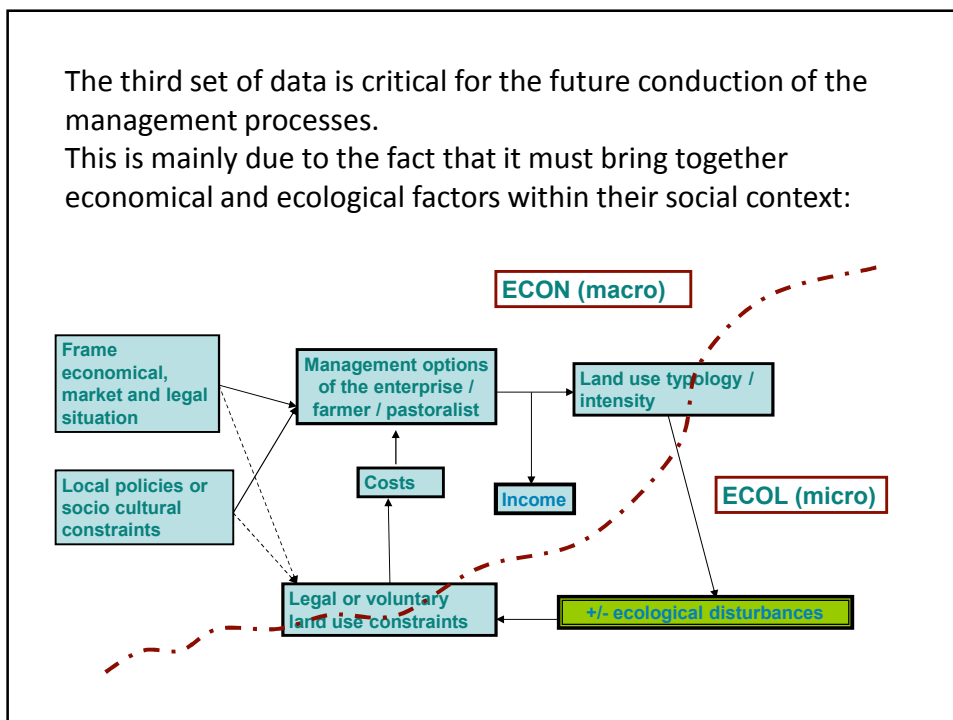 The third set of data is critical for the future conduction of the
management processes.
This is mainly due to the fact that it must bring together
economical and ecological factors within their social context:
ECON (macro)
Frame
economical,
market and legal
situation
Management options
of the enterprise /
farmer / pastoralist
Land use typology /
intensity
Local policies or
socio cultural
constraints
Costs
Income
ECOL (micro)
Legal or voluntary
land use constraints
+/- ecological disturbances